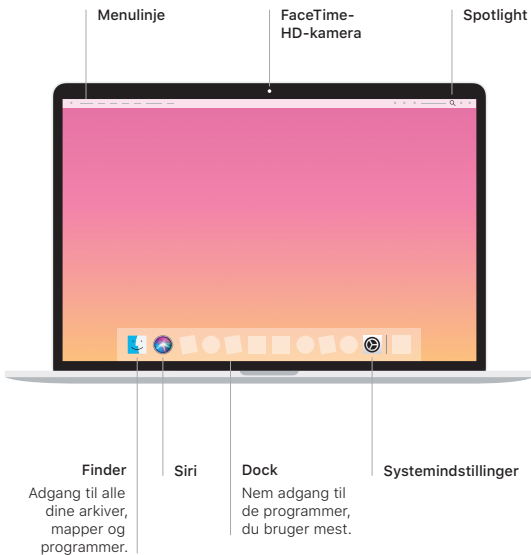 Menulinje
FaceTime-
HD-kamera
Spotlight
Finder
Adgang til alle
dine arkiver,
mapper og
programmer.
Siri
Dock
Nem adgang til
de programmer,
du bruger mest.
Systemindstillinger